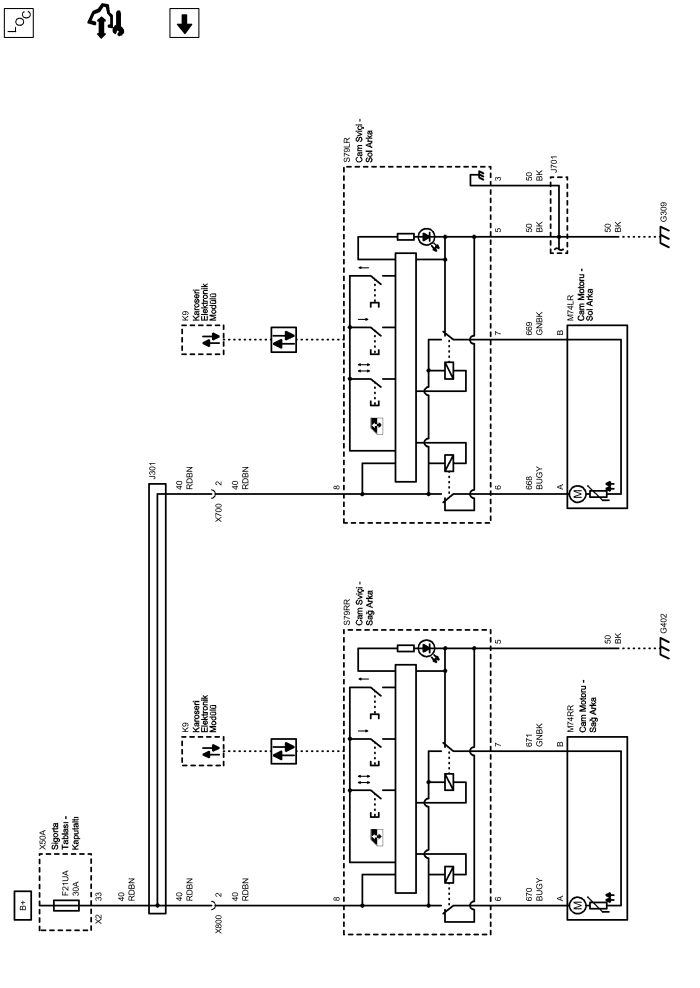 LOC
B+
X50A
Sigorta
Tablası -
Kaputaltı
F21UA
30A
X2
33
40
RDBN
J301
40
RDBN
X800
2
40
RDBN
40
RDBN
X700
2
40
RDBN
K9
Karoseri
Elektronik
Modülü
K9
Karoseri
Elektronik
Modülü
S79RR
Cam Sviçi -
Sağ Arka
8
6
7
5
670
BUGY
671
GNBK
50
BK
G402
A
B
M74RR
Cam Motoru -
Sağ Arka
M
S79LR
Cam Sviçi -
Sol Arka
8
6
7
5
3
668
BUGY
669
GNBK
50
BK
50
BK
J701
50
BK
G309
A
B
M74LR
Cam Motoru -
Sol Arka
M